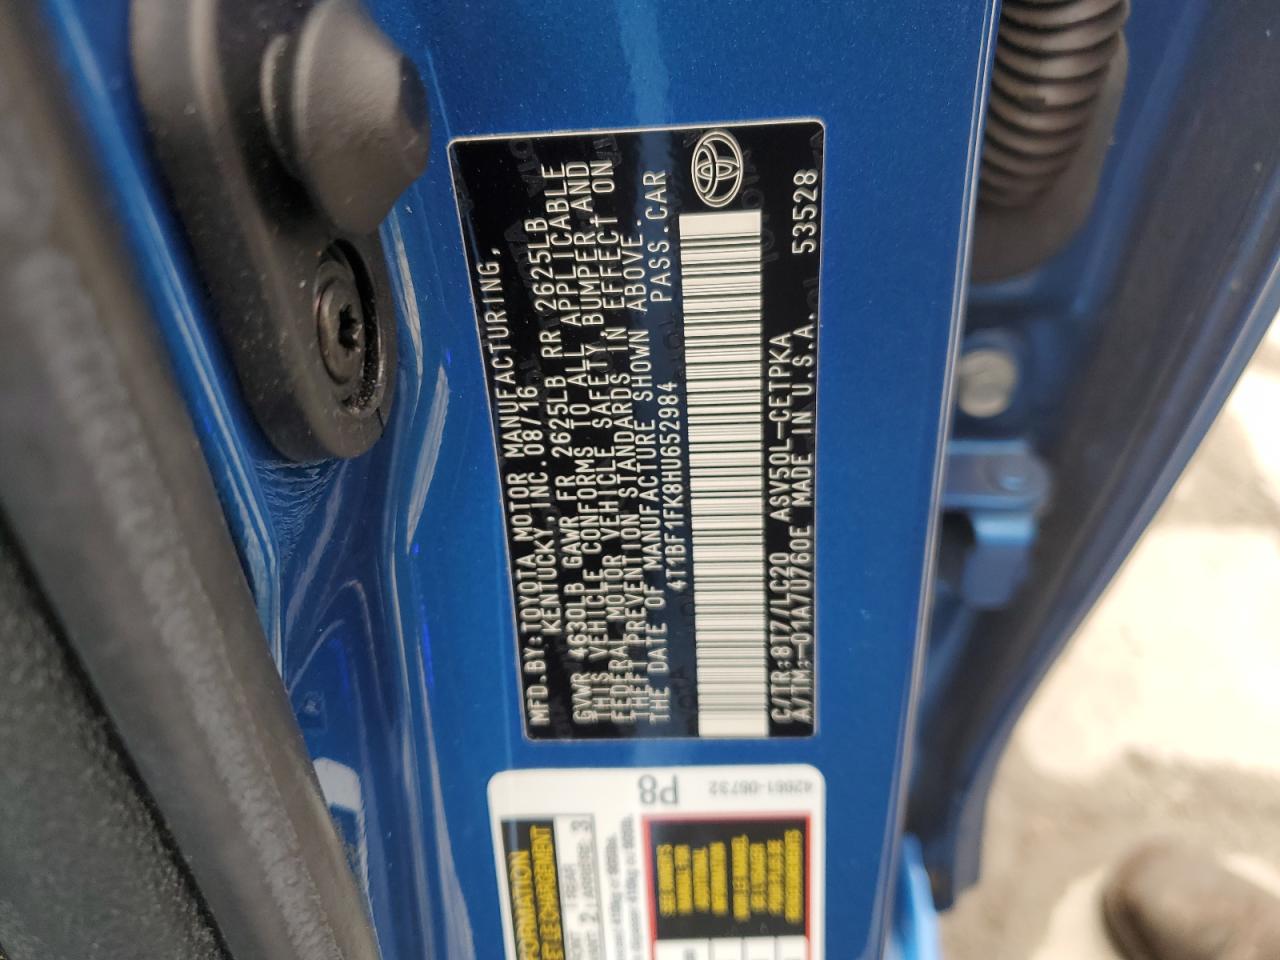 MFD.BY:TOYOTA MOTOR MANUFACTURING,
KENTUCKY,INC.08/16
GVWR 4630LB GAWR FR 2625LB RR 2625LB
THIS VEHICLE CONFORMS TO ALL APPLICABLE
FEDERAL MOTOR VEHICLE SAFETY,BUMPER,AND
THEFT PREVENTION STANDARDS IN EFFECT ON
THE DATE OF MANUFACTURE SHOWN ABOVE.
4T1BF1FK8HU652984 PASS.CAR
C/TR:8T7/LC20 ASV50L-CETPKA
A/TM:-01A/0760E MADE IN U.S.A. 53528
P8
42661-06732